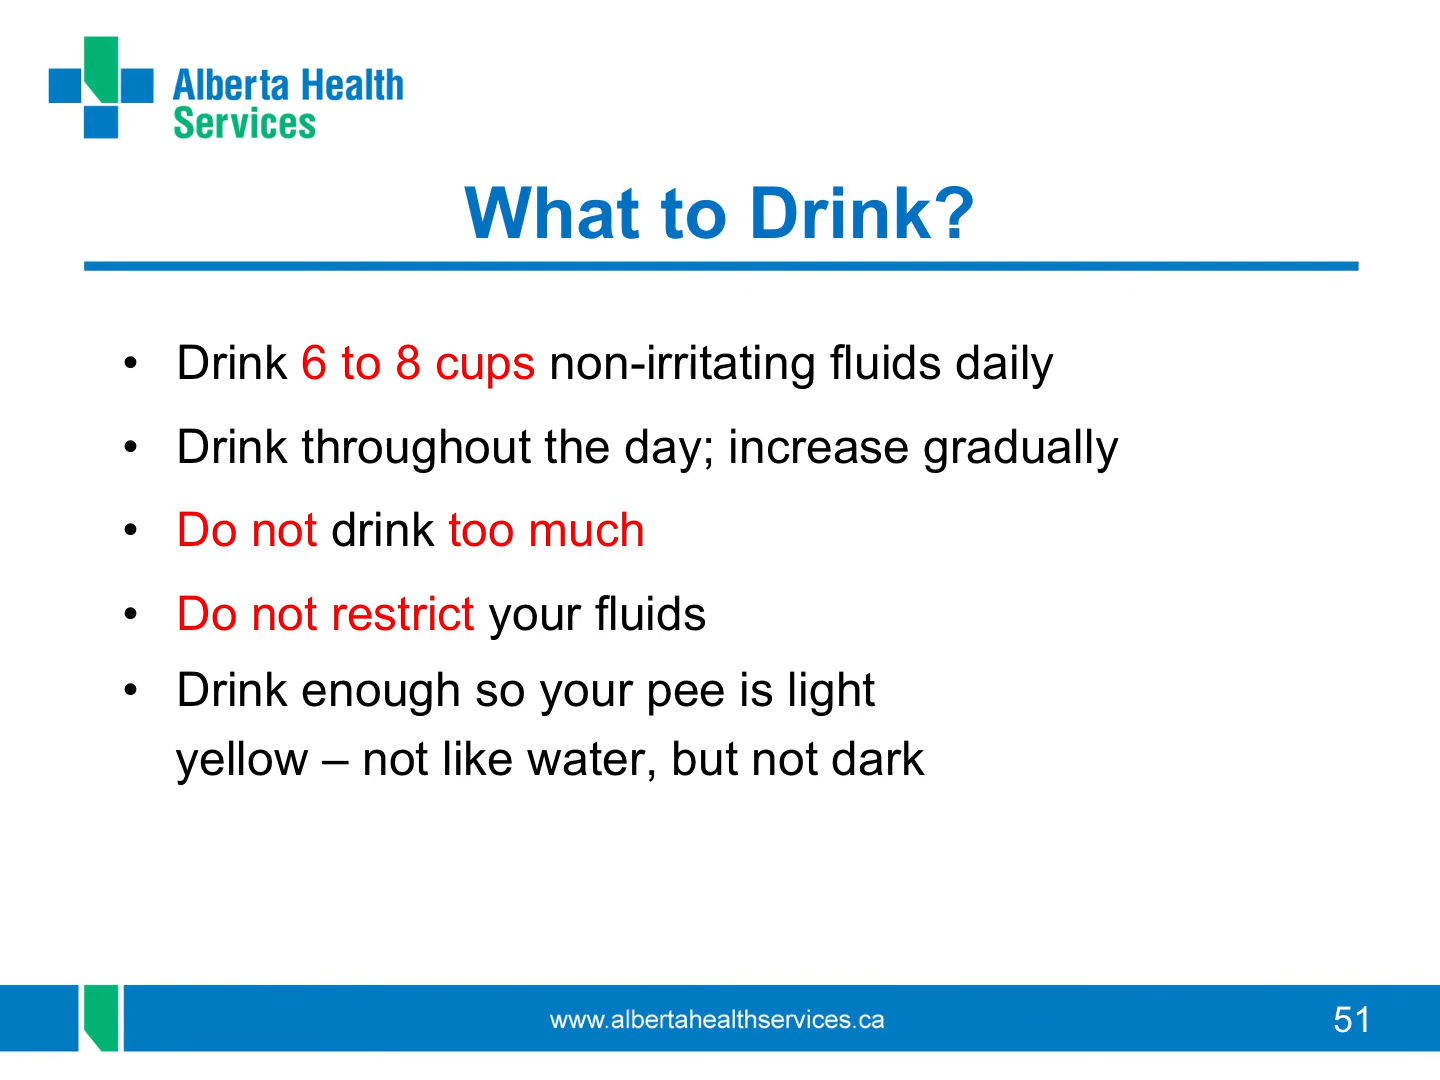 Alberta Health
Services
What to Drink?
• Drink 6 to 8 cups non-irritating fluids daily
• Drink throughout the day; increase gradually
• Do not drink too much
• Do not restrict your fluids
• Drink enough so your pee is light
yellow – not like water, but not dark
www.albertahealthservices.ca
51